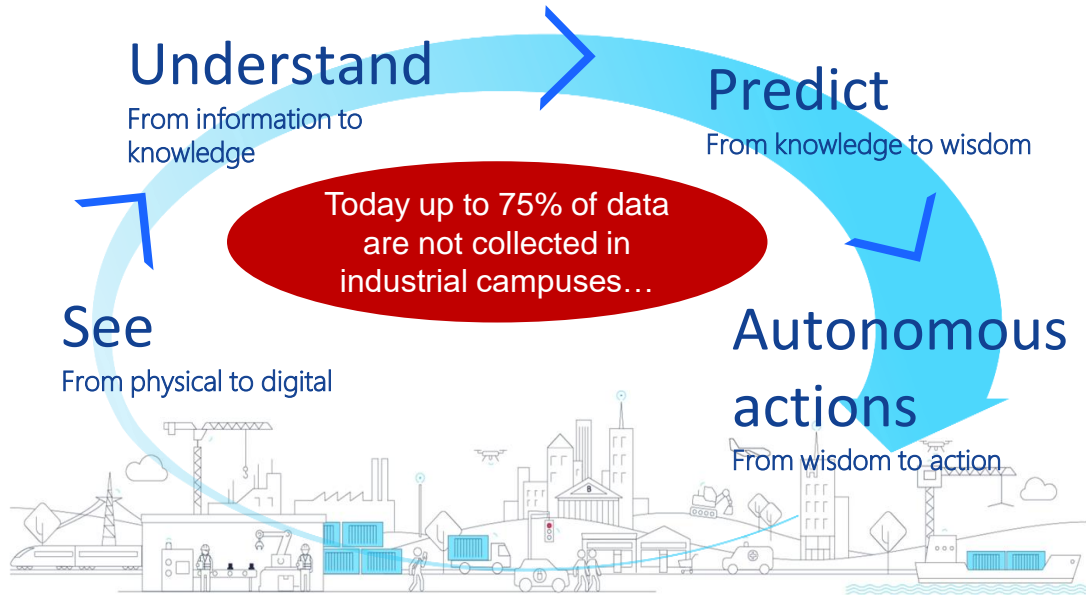 Understand
From information to
knowledge
Predict
From knowledge to wisdom
Today up to 75% of data
are not collected in
industrial campuses…
See
From physical to digital
Autonomous
actions
From wisdom to action
B